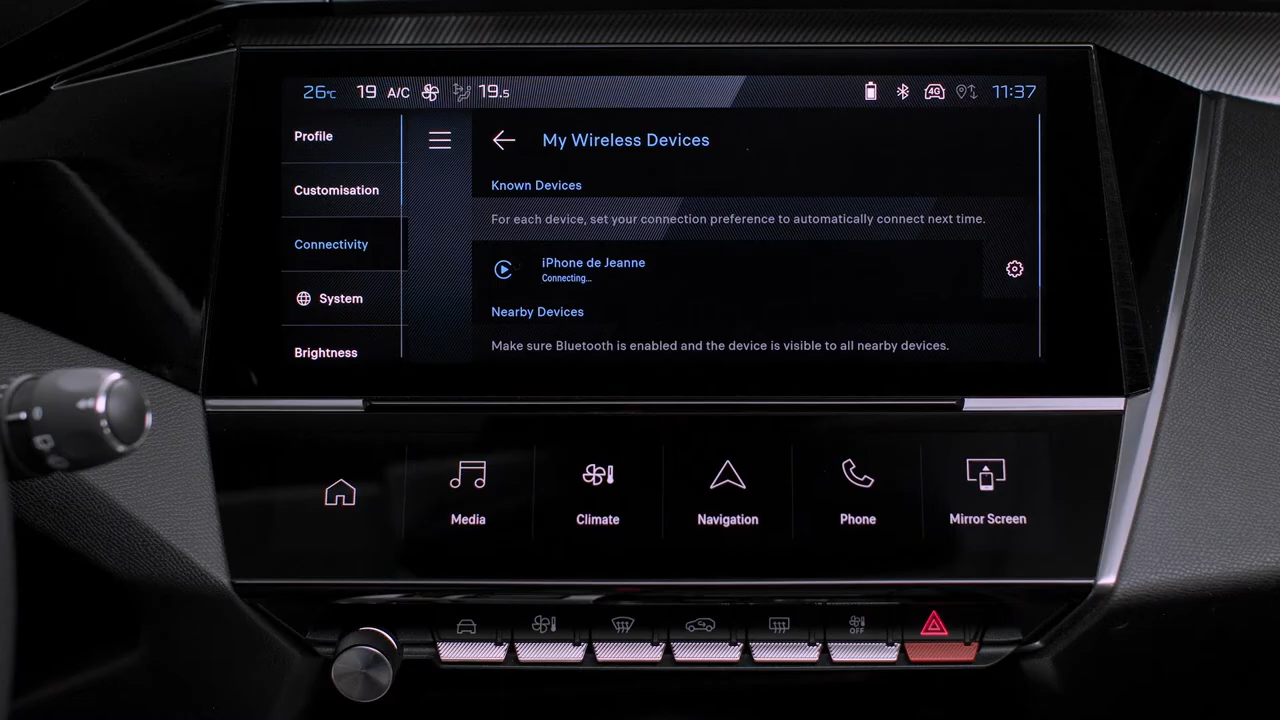 26°C 19 A/C 19.5 4G 11:37
Profile
Customisation
Connectivity
System
Brightness
My Wireless Devices
Known Devices
For each device, set your connection preference to automatically connect next time.
iPhone de Jeanne
Connecting...
Nearby Devices
Make sure Bluetooth is enabled and the device is visible to all nearby devices.
Media
Climate
Navigation
Phone
Mirror Screen
OFF